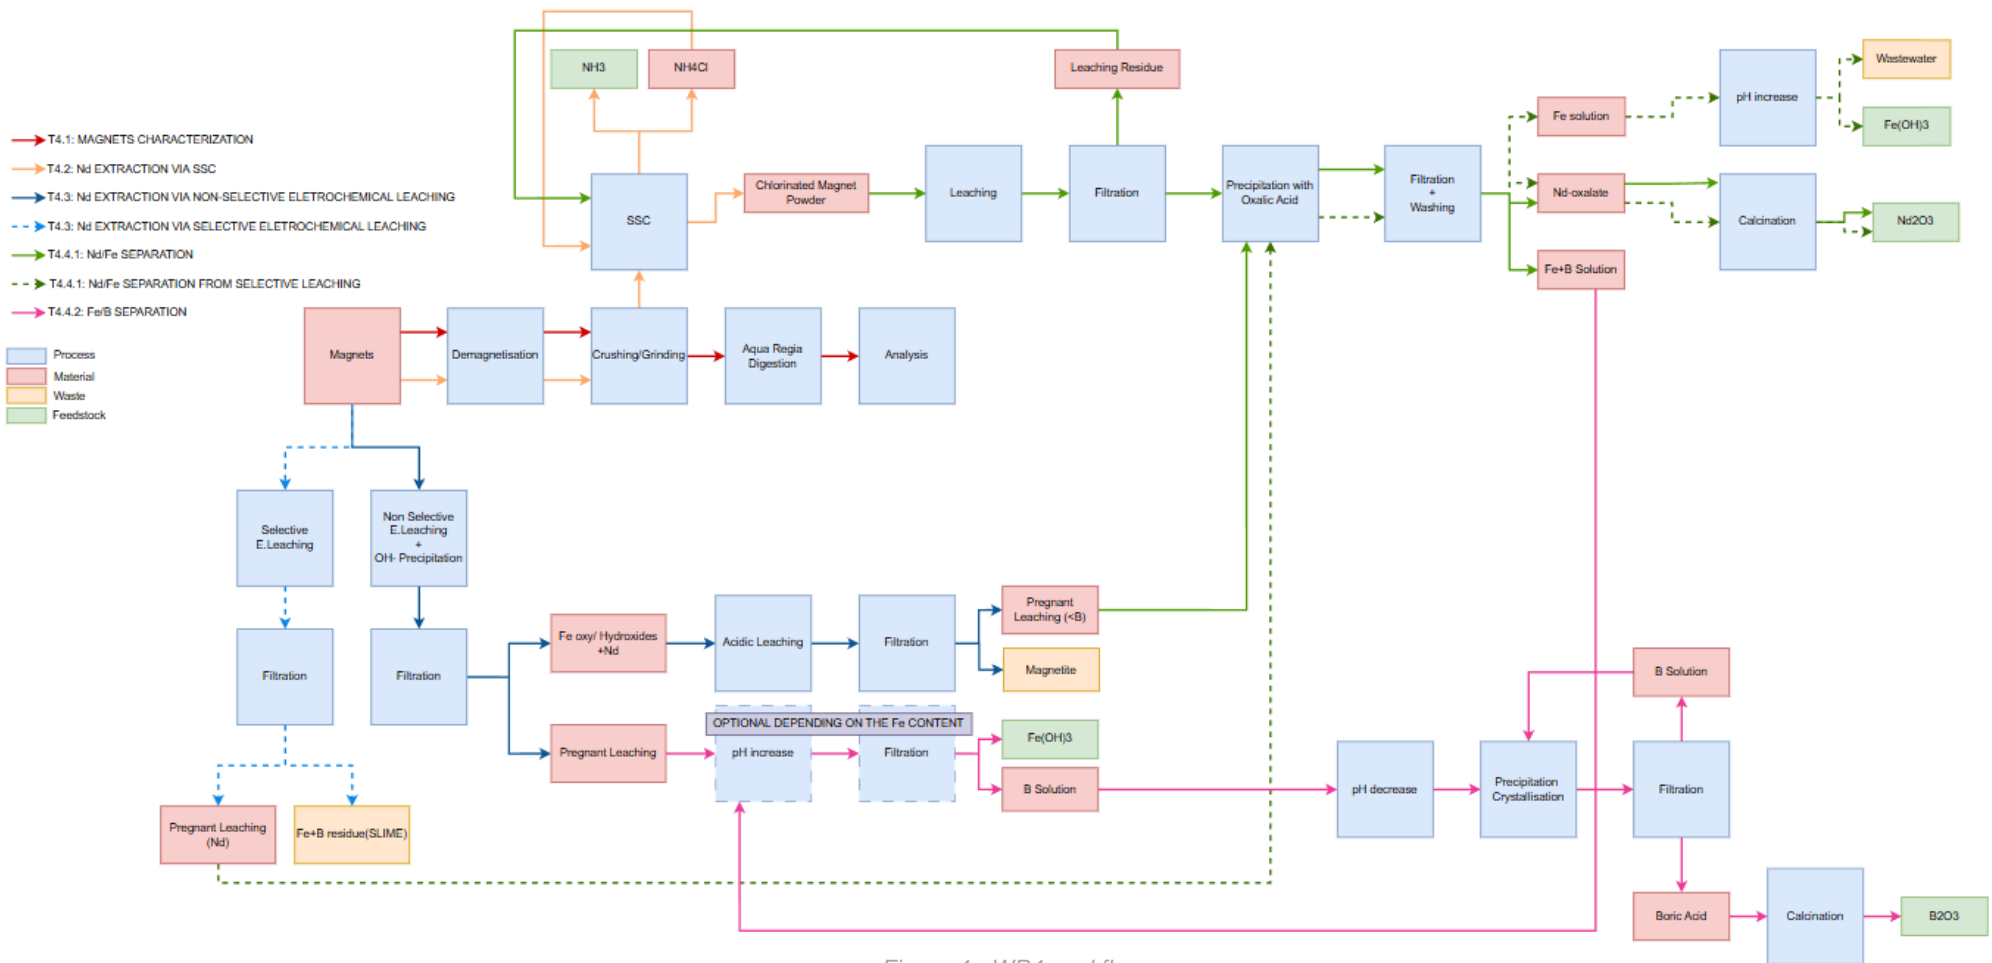 NH3
NH4Cl
Leaching Residue
Wastewater
pH increase
Fe solution
Fe(OH)3
T4.1: MAGNETS CHARACTERIZATION
T4.2: Nd EXTRACTION VIA SSC
T4.3: Nd EXTRACTION VIA NON-SELECTIVE ELETROCHEMICAL LEACHING
T4.3: Nd EXTRACTION VIA SELECTIVE ELETROCHEMICAL LEACHING
T4.4.1: Nd/Fe SEPARATION
T4.4.1: Nd/Fe SEPARATION FROM SELECTIVE LEACHING
T4.4.2: Fe/B SEPARATION
Process
Material
Waste
Feedstock
SSC
Chlorinated Magnet
Powder
Leaching
Filtration
Precipitation with
Oxalic Acid
Filtration
+
Washing
Nd-oxalate
Calcination
Nd2O3
Fe+B Solution
Magnets
Demagnetisation
Crushing/Grinding
Aqua Regia
Digestion
Analysis
Selective
E.Leaching
Non Selective
E.Leaching
+
OH- Precipitation
Filtration
Filtration
Fe oxy/ Hydroxides
+Nd
Acidic Leaching
Filtration
Pregnant
Leaching (<B)
Magnetite
OPTIONAL DEPENDING ON THE Fe CONTENT
Pregnant Leaching
pH increase
Filtration
Fe(OH)3
B Solution
pH decrease
Precipitation
Crystallisation
Filtration
B Solution
Pregnant Leaching
(Nd)
Fe+B residue(SLIME)
Boric Acid
Calcination
B2O3